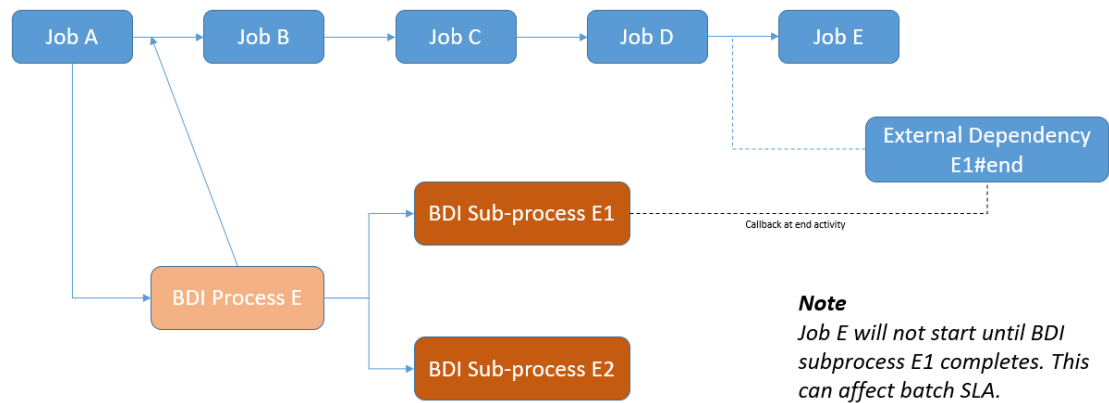 Job A
Job B
Job C
Job D
Job E
External Dependency
E1#end
BDI Sub-process E1
Callback at end activity
BDI Process E
BDI Sub-process E2
Note
Job E will not start until BDI
subprocess E1 completes. This
can affect batch SLA.